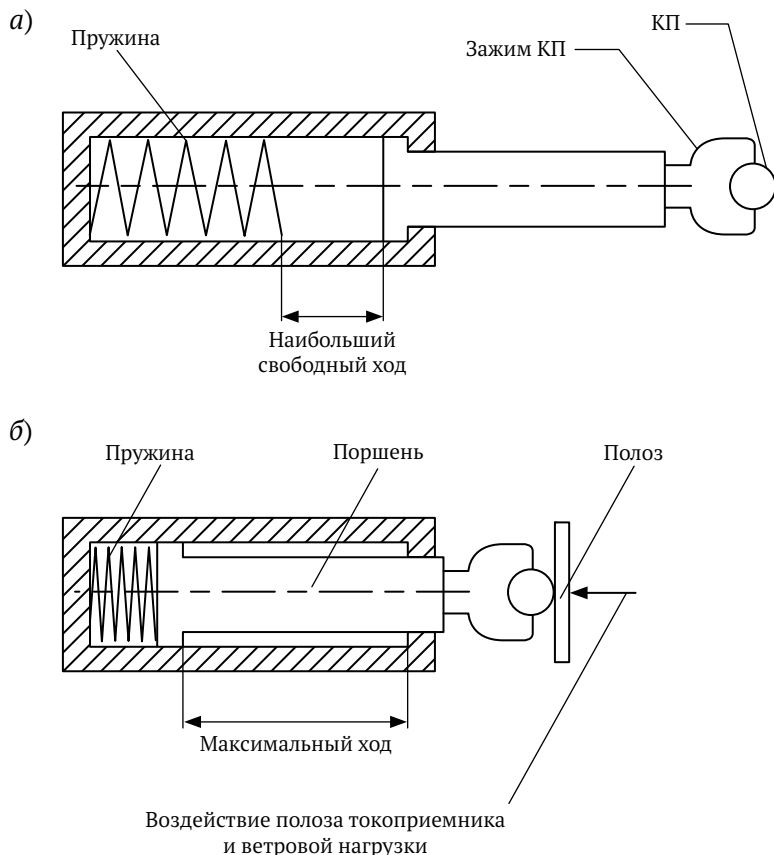 а)
Пружина
КП
Зажим КП
Наибольший
свободный ход
б)
Пружина
Поршень
Полоз
Максимальный ход
Воздействие полоза токоприемника
и ветровой нагрузки